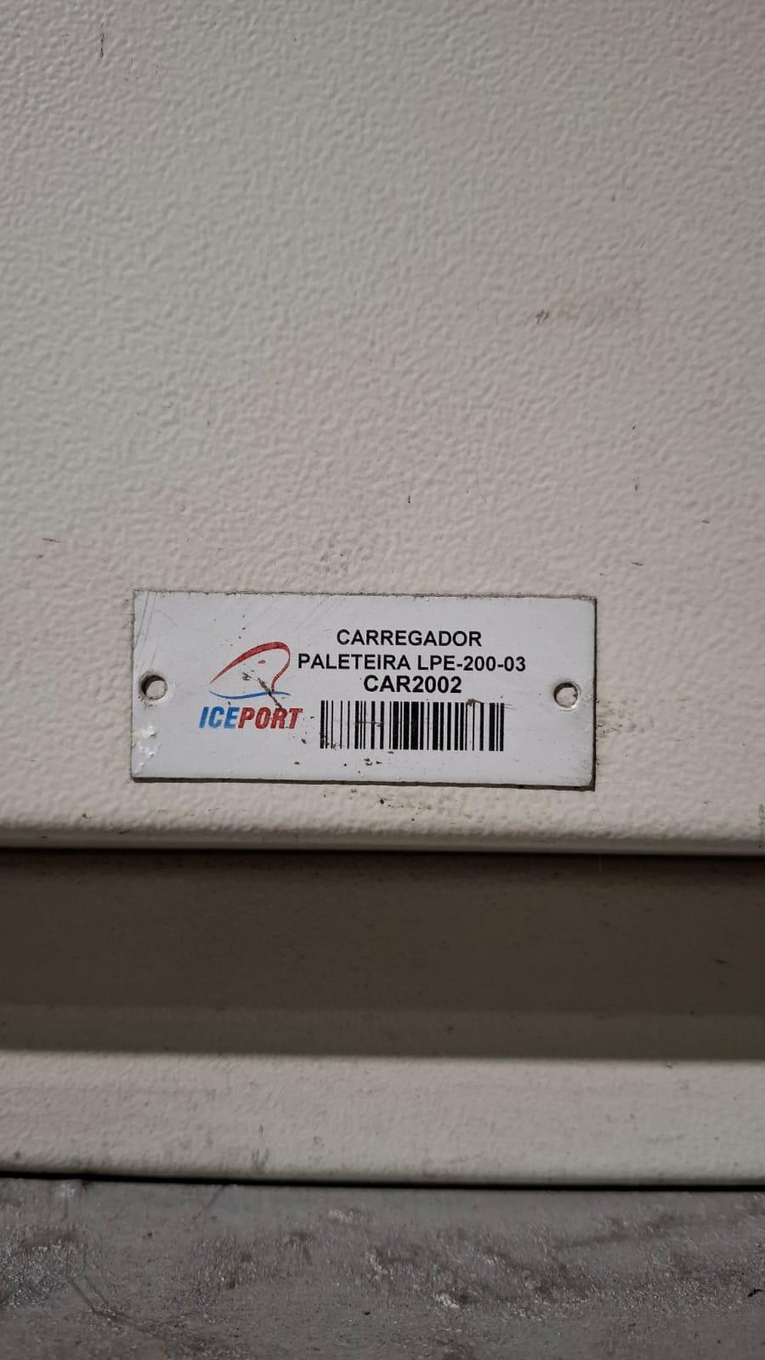 CARREGADOR
PALETEIRA LPE-200-03
CAR2002
ICEPORT